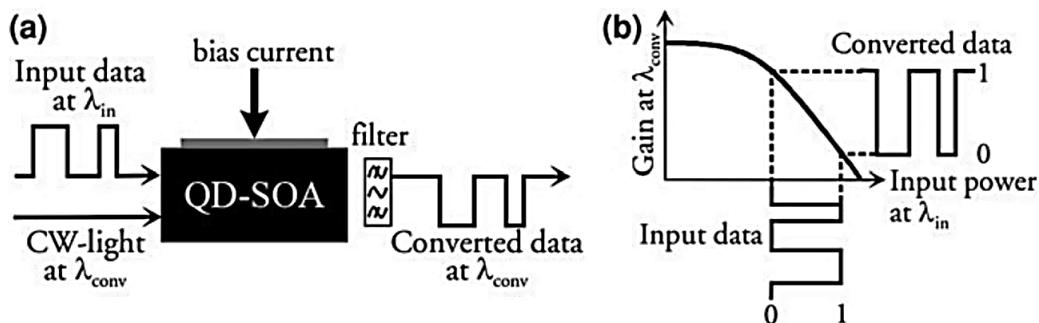 (a)
bias current
Input data
at λin
filter
QD-SOA
CW-light
at λconv
Converted data
at λconv
(b)
Gain at λconv
Converted data
1
0
Input power
at λin
Input data
0 1